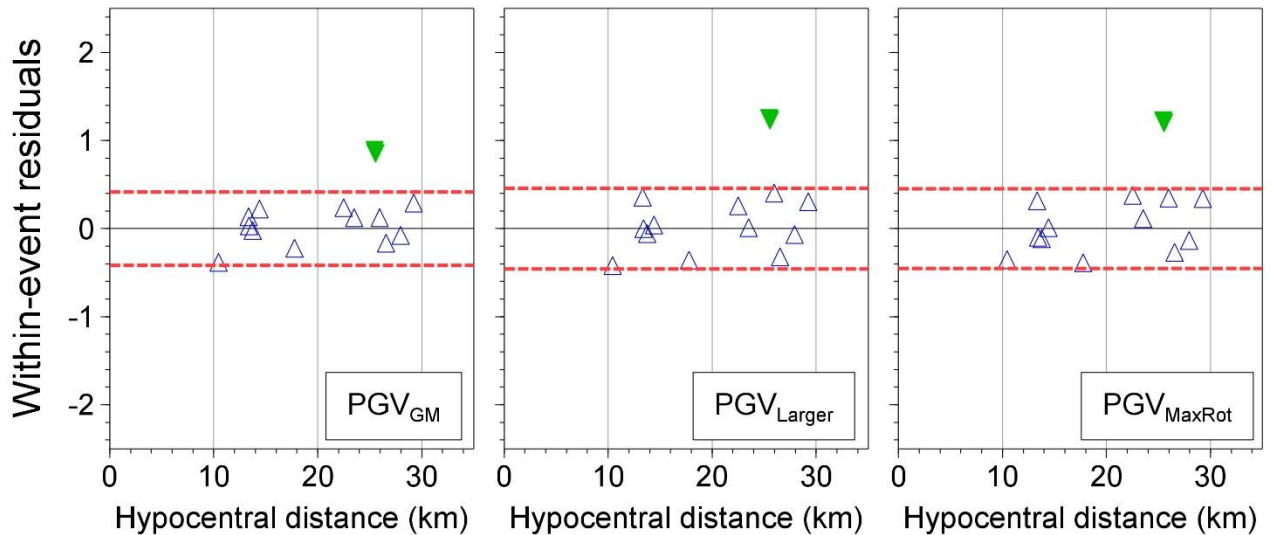 Within-event residuals
2
1
0
-1
-2
PGV_GM
PGV_Larger
PGV_MaxRot
0 10 20 30
0 10 20 30
0 10 20 30
Hypocentral distance (km)
Hypocentral distance (km)
Hypocentral distance (km)